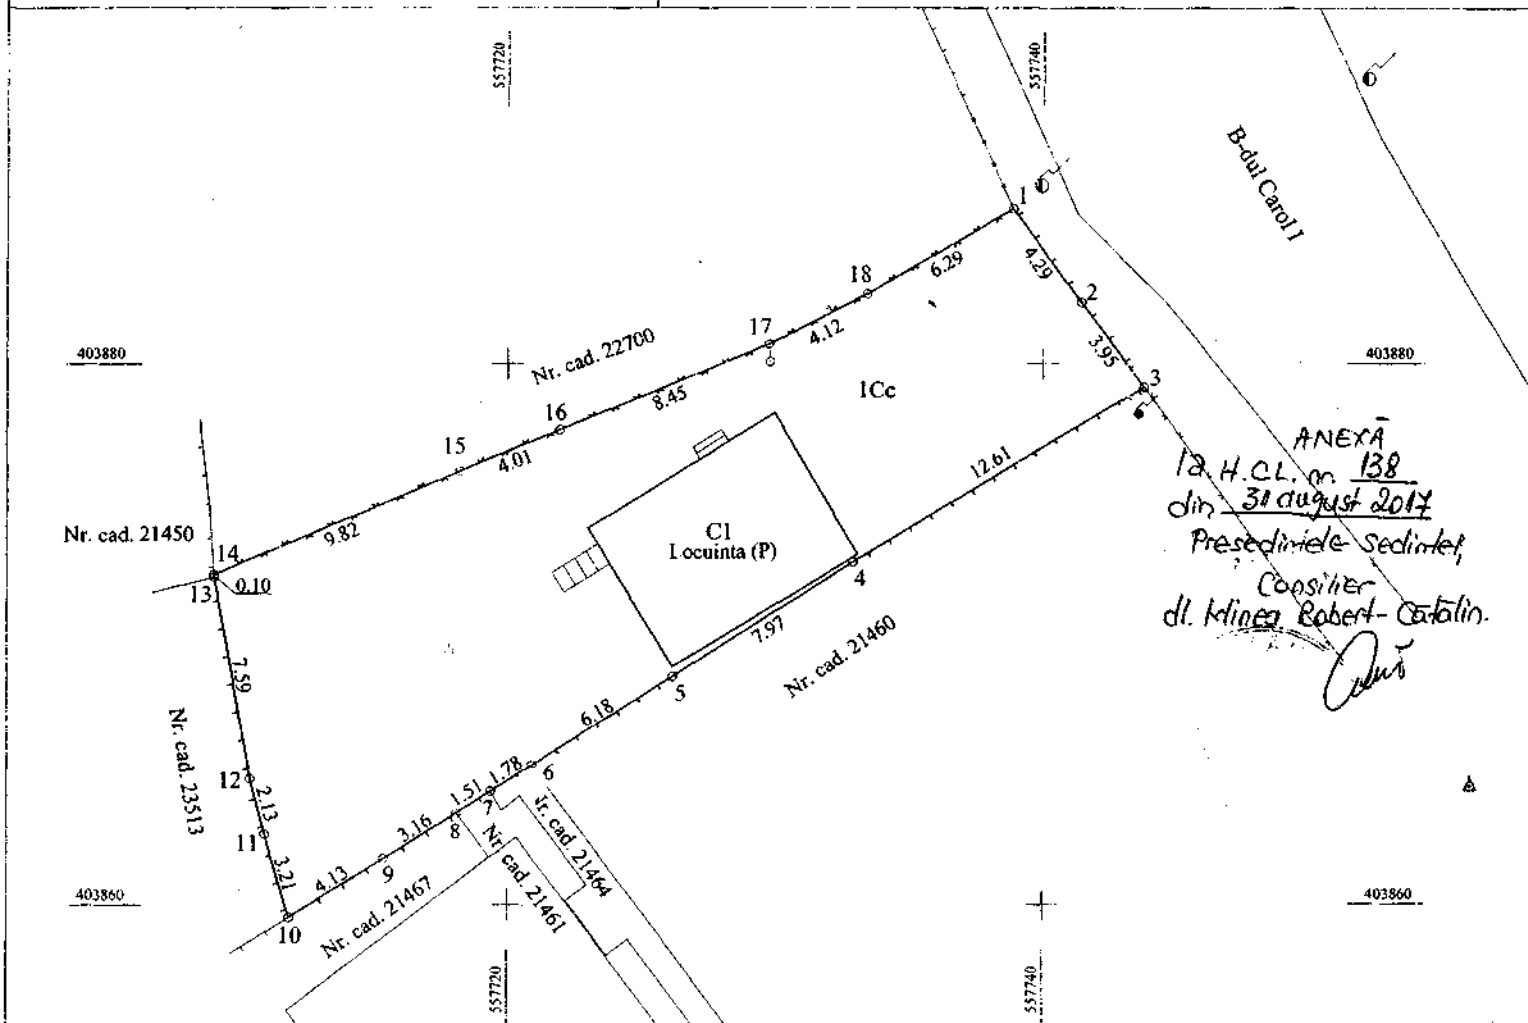 557720
557740
B-dul Carol I
1
4.29
2
3.95
3
6.29
18
4.12
17
Nr. cad. 22700
8.45
16
4.01
15
9.82
403880
403880
1Cc
12.61
ANEXĂ
la H.C.L. nr. 138
din 31 august 2017
Președintele Sedinței,
Consilier
dl. Minea Robert-Cătălin.
Nr. cad. 21450
14
13
0.10
C1
Locuinta (P)
4
7.97
Nr. cad. 21460
5
6.18
7.59
Nr. cad. 23513
12
2.13
11
3.21
10
6
1.78
7
1.51
8
3.16
9
4.13
Nr. cad. 21467
Nr. cad. 21461
Nr. cad. 21464
403860
403860
557720
557740